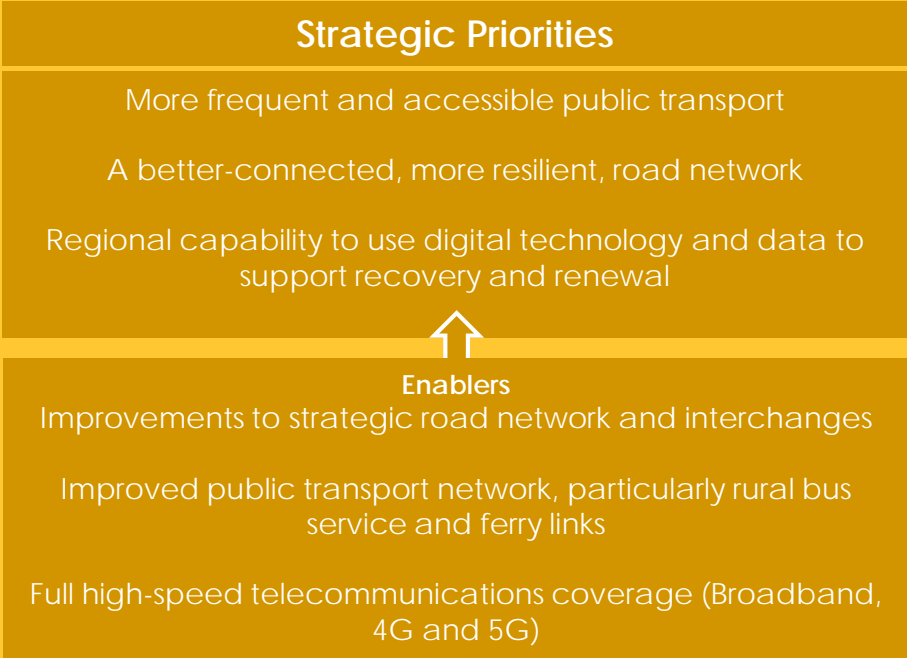 Strategic Priorities
More frequent and accessible public transport
A better-connected, more resilient, road network
Regional capability to use digital technology and data to
support recovery and renewal
Enablers
Improvements to strategic road network and interchanges
Improved public transport network, particularly rural bus
service and ferry links
Full high-speed telecommunications coverage (Broadband,
4G and 5G)